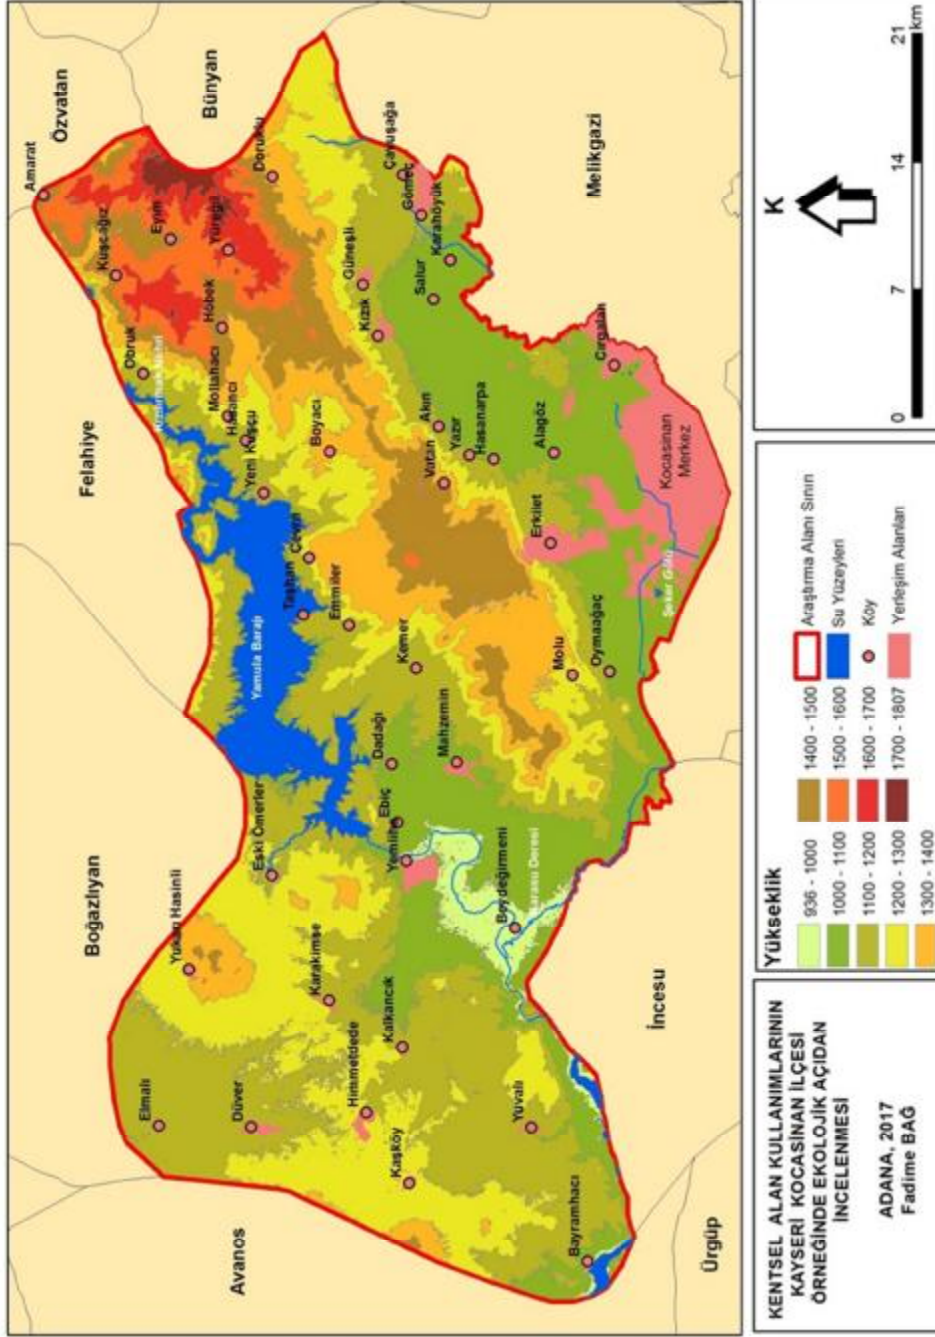 Özvatan
Bünyan
Felahiye
Melikgazi
Boğazlıyan
İncesu
Avanos
Ürgüp
Amarat
Kuşcağız
Eyim
Yüreğil
Doruklu
Obruk
Höbek
Mollahacı
Yeni Kuşçu
Boyacı
Güneşli
Kızık
Çavuşağa
Gömeç
Karahöyük
Salur
Cırgalan
Akın
Vatan
Yazır
Hasanarpa
Alagöz
Erkilet
Kocasinan
Merkez
Şeker Gölü
Oymaağaç
Molu
Taşhan
Emmiler
Yamula Barajı
Kemer
Dadağı
Mahzemin
Ebiç
Yemliha
Eski Ömerler
Boydeğirmeni
Karasu Deresi
Yukarı Hasinli
Karakimse
Kalkancık
Elmalı
Düver
Himmetdede
Kaşköy
Yuvalı
Bayramhacı
KENTSEL ALAN KULLANIMLARININ
KAYSERİ KOCASİNAN İLÇESİ
ÖRNEĞİNDE EKOLOJİK AÇIDAN
İNCELENMESİ
ADANA, 2017
Fadime BAĞ
Yükseklik
936 - 1000
1000 - 1100
1100 - 1200
1200 - 1300
1300 - 1400
1400 - 1500
1500 - 1600
1600 - 1700
1700 - 1807
Araştırma Alanı Sınırı
Su Yüzeyleri
Köy
Yerleşim Alanları
K
0 7 14 21
km